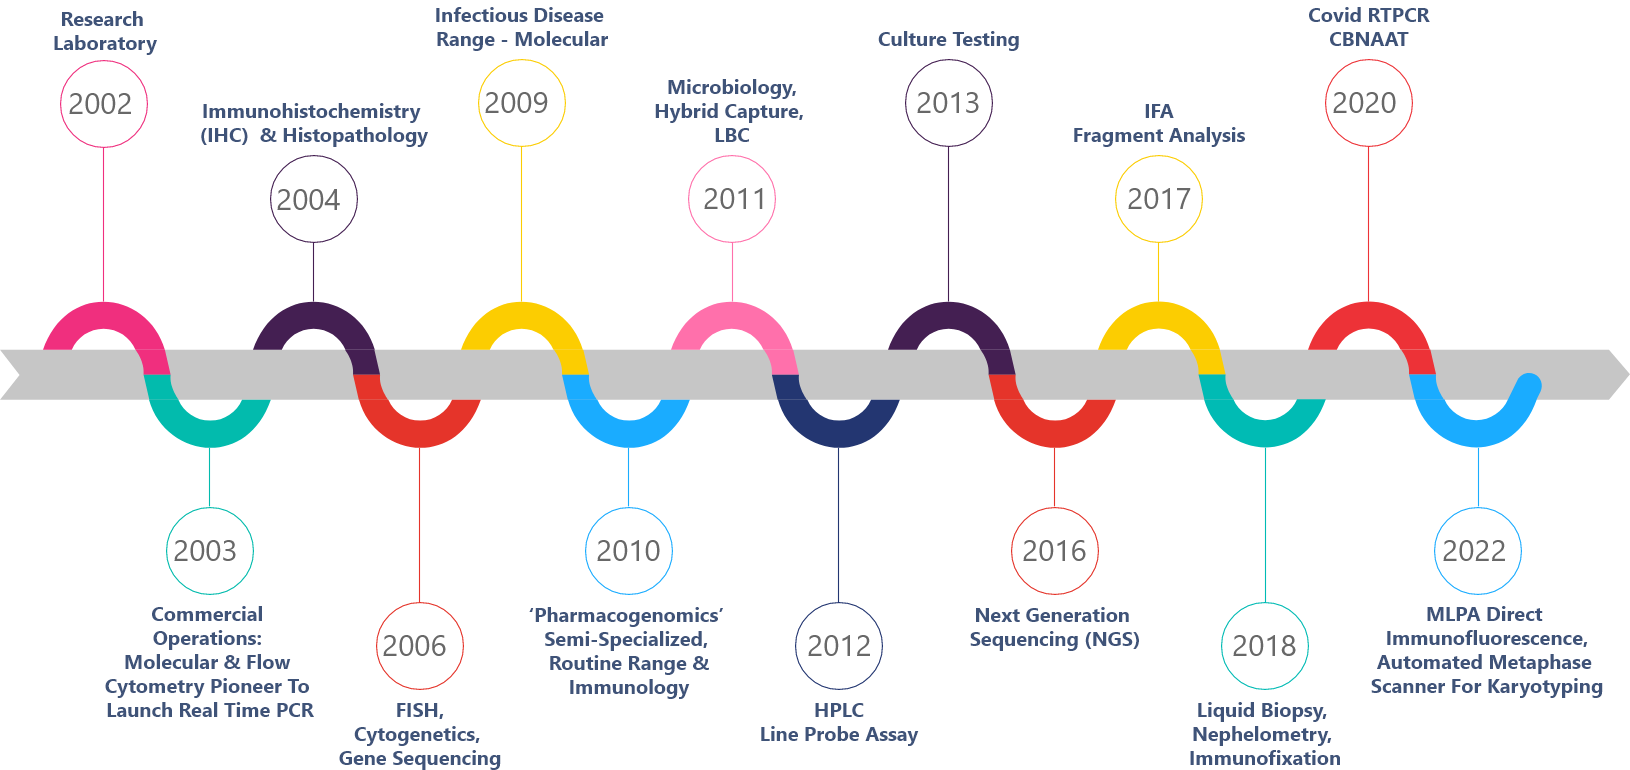 Research
Laboratory
2002
Commercial
Operations:
Molecular & Flow
Cytometry Pioneer To
Launch Real Time PCR
2003
Immunohistochemistry
(IHC)  & Histopathology
2004
2006
FISH,
Cytogenetics,
Gene Sequencing
Infectious Disease
Range - Molecular
2009
2010
‘Pharmacogenomics’
Semi-Specialized,
Routine Range &
Immunology
Microbiology,
Hybrid Capture,
LBC
2011
2012
HPLC
Line Probe Assay
Culture Testing
2013
2016
Next Generation
Sequencing (NGS)
IFA
Fragment Analysis
2017
2018
Liquid Biopsy,
Nephelometry,
Immunofixation
Covid RTPCR
CBNAAT
2020
2022
MLPA Direct
Immunofluorescence,
Automated Metaphase
Scanner For Karyotyping